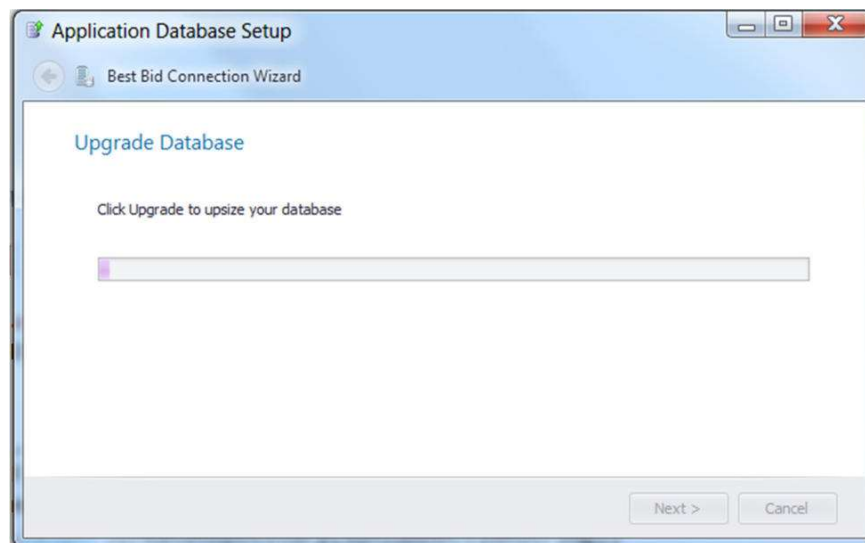 Application Database Setup
Best Bid Connection Wizard
Upgrade Database
Click Upgrade to upsize your database
Next >
Cancel